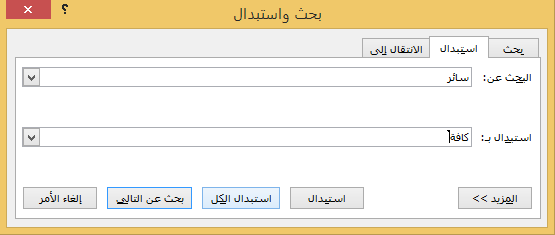 بحث واستبدال
؟
بحث استبدال الانتقال إلى
البحث عن: سائر
استبدال بـ: كافة
المزيد >> استبدال استبدال الكل بحث عن التالي إلغاء الأمر